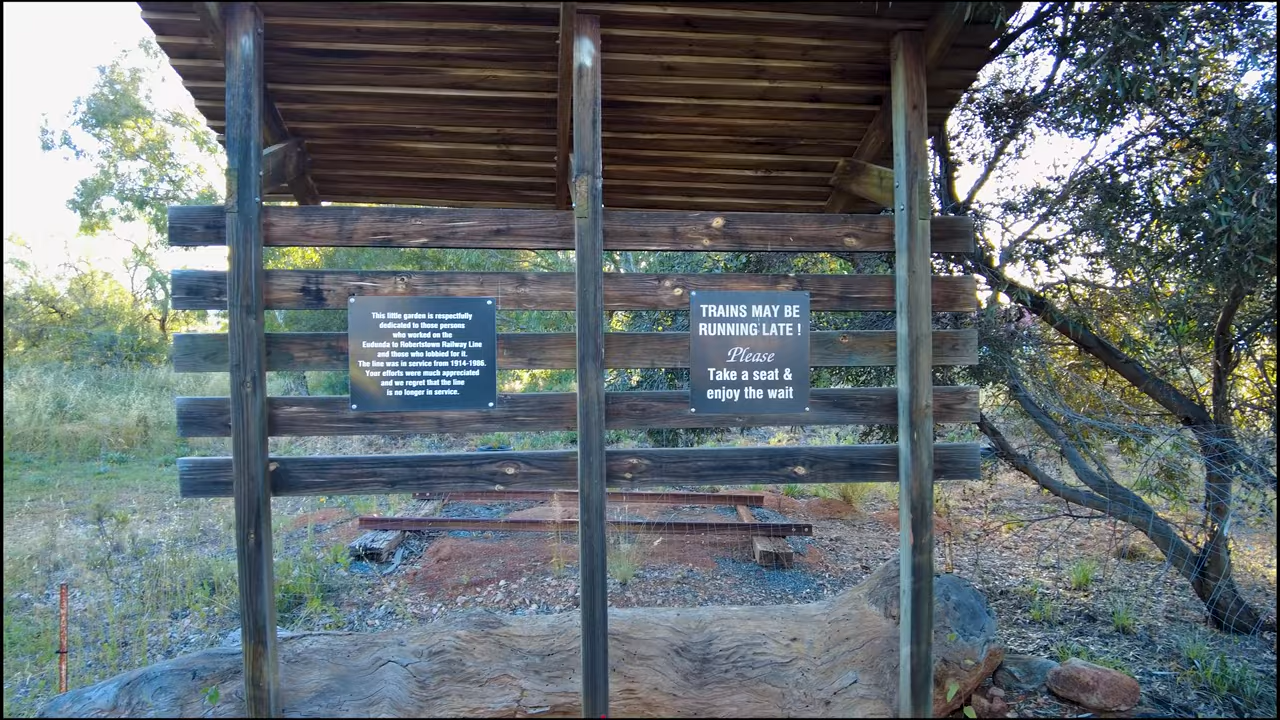 This little garden is respectfully
dedicated to those persons
who worked on the
Eudunda to Robertstown Railway Line
and those who lobbied for it.
The line was in service from 1914-1986.
Your efforts were much appreciated
and we regret that the line
is no longer in service.
TRAINS MAY BE
RUNNING LATE !
Please
Take a seat &
enjoy the wait